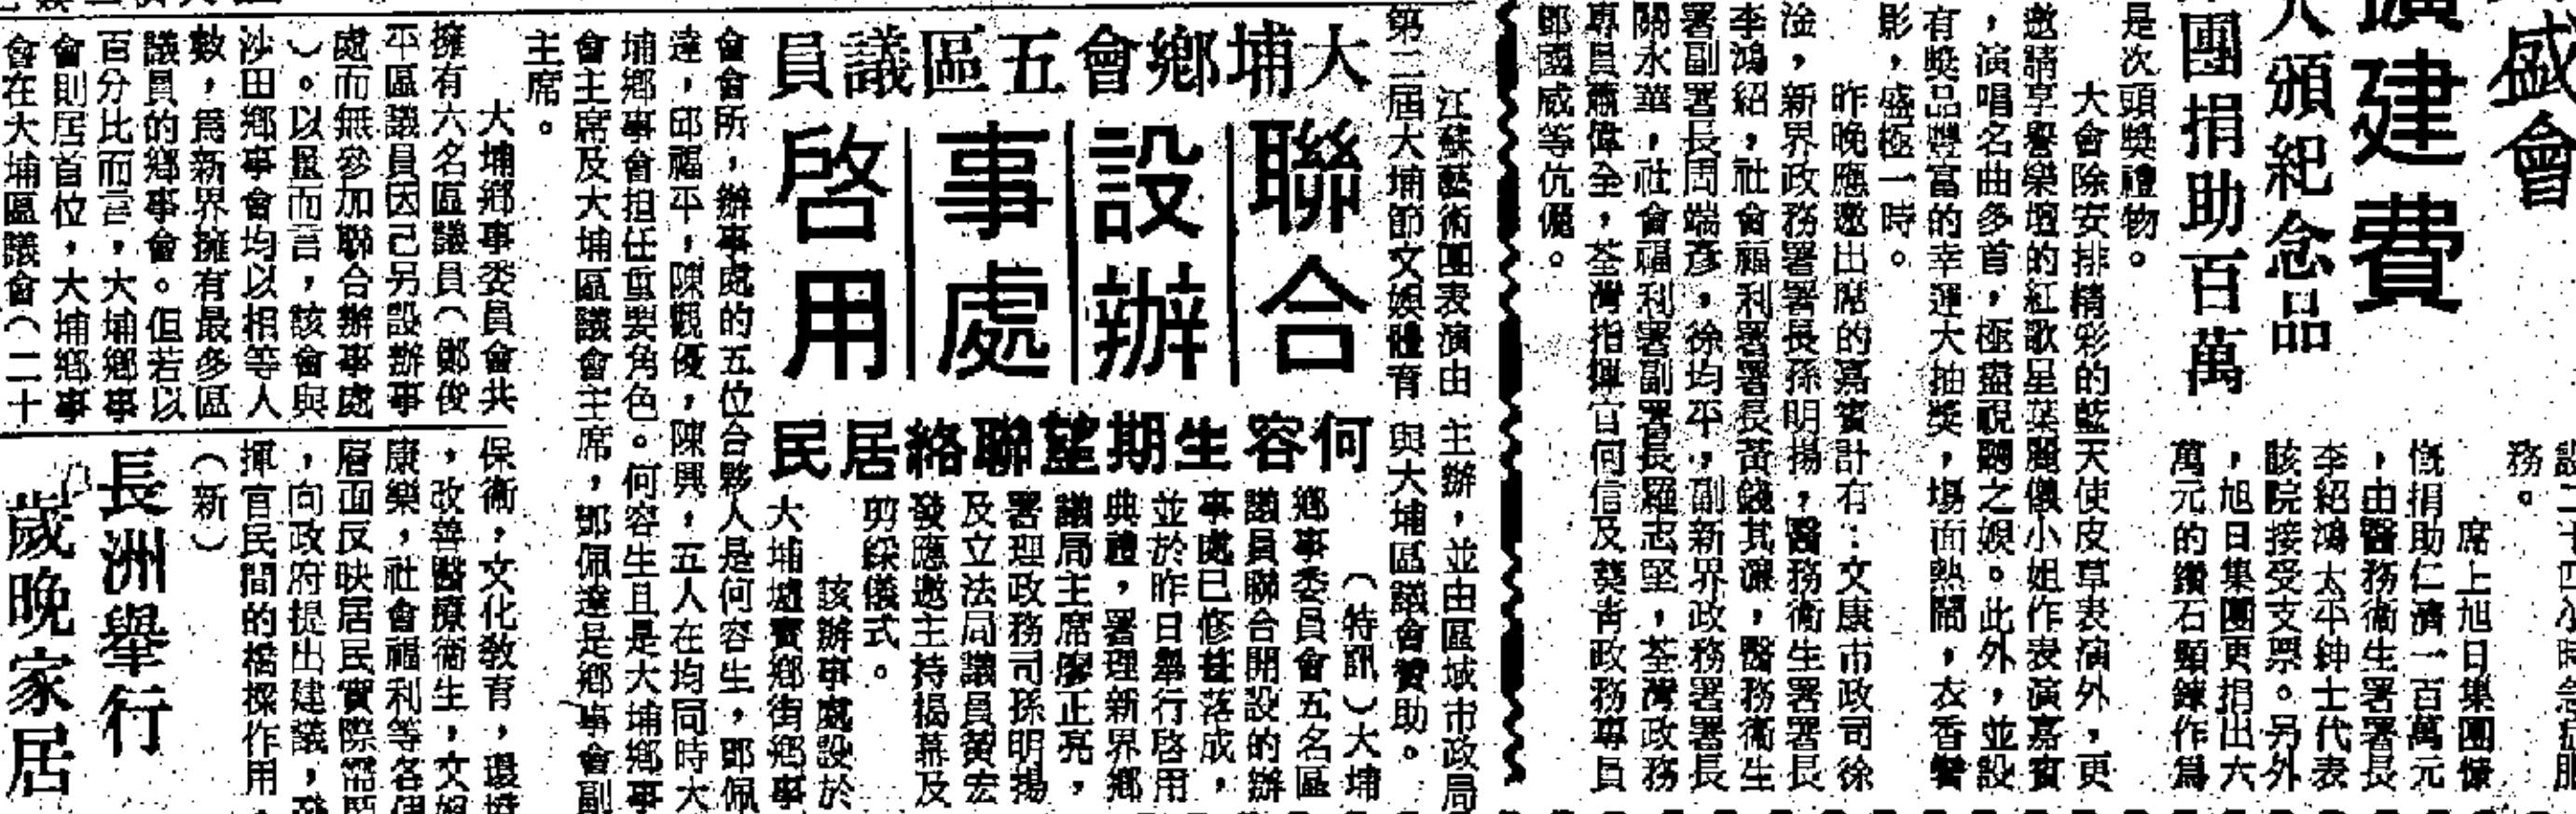 盛會
建費
人頒紀念品
團捐助百萬
務。
席上旭日集團慷
慨捐助仁濟一百萬元
，由醫務衞生署署長
李紹鴻太平紳士代表
該院接受支票。另外
，旭日集團更捐出六
萬元的鑽石頸鍊作爲
是次頭獎禮物。
大會除安排精彩的藍天使皮草表演外，更
邀請享譽樂壇的紅歌星葉麗儀小姐作表演嘉賓
，演唱名曲多首，極盡視聽之娛。此外，並設
有獎品豐富的幸運大抽獎，塲面熱鬧，衣香鬢
影，盛極一時。
昨晚應邀出席的嘉賓計有：文康市政司徐
淦，新界政務署署長孫明揚，醫務衞生署署長
李鴻紹，社會福利署署長黃錢其濂，醫務衞生
署副署長周端彥，徐均平，副新界政務署署長
關永華，社會福利署副署長羅志堅，荃灣政務
專員蕭偉全，荃灣指揮官何信及葵靑政務專員
鄧國威等伉儷。
江蘇藝術團表演由
主辦，並由區域市政局
第三屆大埔節文娛體育
與大埔區議會贊助。
大埔鄉會五區議員
聯合
設辦
事處
啓用
何容生期望聯絡居民
（特訊）大埔
鄉事委員會五名區
議員聯合開設的辦
事處已修葺落成，
並於昨日舉行啓用
典禮，署理新界鄉
議局主席廖正亮，
署理政務司孫明揚
及立法局議員黃宏
發應邀主持揭幕及
剪綵儀式。
該辦事處設於
大埔墟寶鄉街鄉事
會會所，辦事處的五位合夥人是何容生，鄧佩
達，邱福平，陳觀優，陳興，五人在均同時大
埔鄉事會担任重要角色。何容生且是大埔鄉事
會主席及大埔區議會主席，鄧佩達是鄉事會副
主席。
大埔鄉事委員會共
擁有六名區議員（鄭俊
平區議員因己另設辦事
處而無參加聯合辦事處
）。以量而言，該會與
沙田鄉事會均以相等人
數，爲新界擁有最多區
議員的鄉事會。但若以
百分比而言，大埔鄉事
會則居首位，大埔鄉事
會在大埔區議會（二十
保衞，文化敎育，環境
，改善醫療衞生，文娛
康樂，社會福利等各個
層面反映居民實際需要
，向政府提出建議，發
揮官民間的橋樑作用。
（新）
長洲舉行
歲晚家居